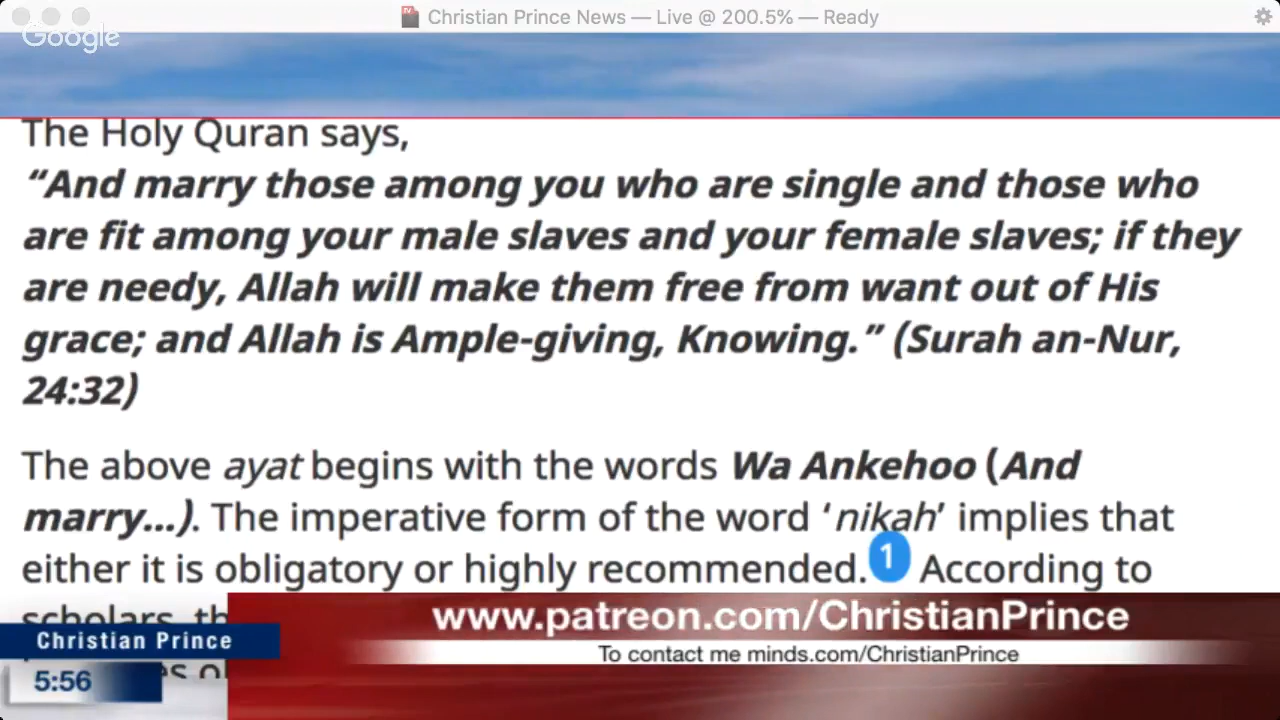 Christian Prince News — Live @ 200.5% — Ready
Google
The Holy Quran says,
“And marry those among you who are single and those who
are fit among your male slaves and your female slaves; if they
are needy, Allah will make them free from want out of His
grace; and Allah is Ample-giving, Knowing.” (Surah an-Nur,
24:32)
The above ayat begins with the words Wa Ankehoo (And
marry...). The imperative form of the word ‘nikah’ implies that
either it is obligatory or highly recommended.1 According to
scholars, th
www.patreon.com/ChristianPrince
Christian Prince
To contact me minds.com/ChristianPrince
5:56